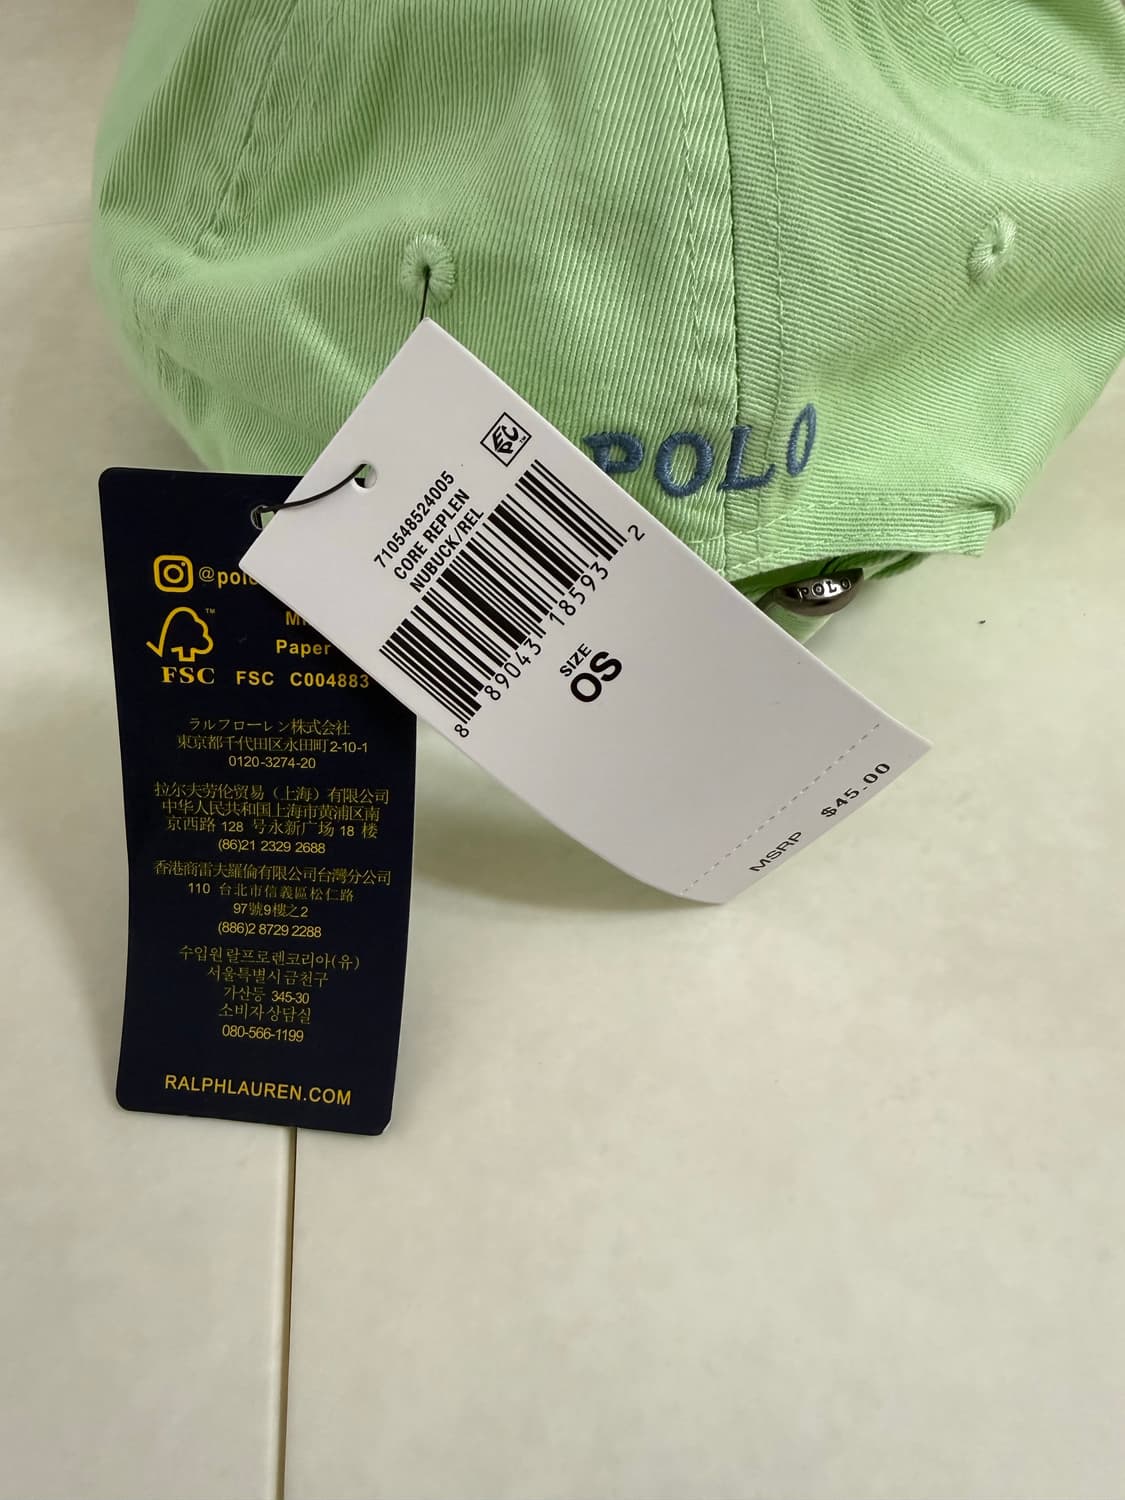 POLO
POLO
710548524005
CORE REPLEN
NUBUCK/REL
8 89043 18593 2
SIZE
OS
MSRP $45.00
Paper
FSC FSC C004883
ラルフローレン株式会社
東京都千代田区永田町2-10-1
0120-3274-20
拉尔夫劳伦贸易（上海）有限公司
中华人民共和国上海市黄浦区南
京西路 128 号永新广场 18 楼
(86)21 2329 2688
香港商雷夫羅倫有限公司台灣分公司
110 台北市信義區松仁路
97號9樓之2
(886)2 8729 2288
수입원 랄프로렌코리아(유)
서울특별시 금천구
가산동 345-30
소비자상담실
080-566-1199
RALPHLAUREN.COM